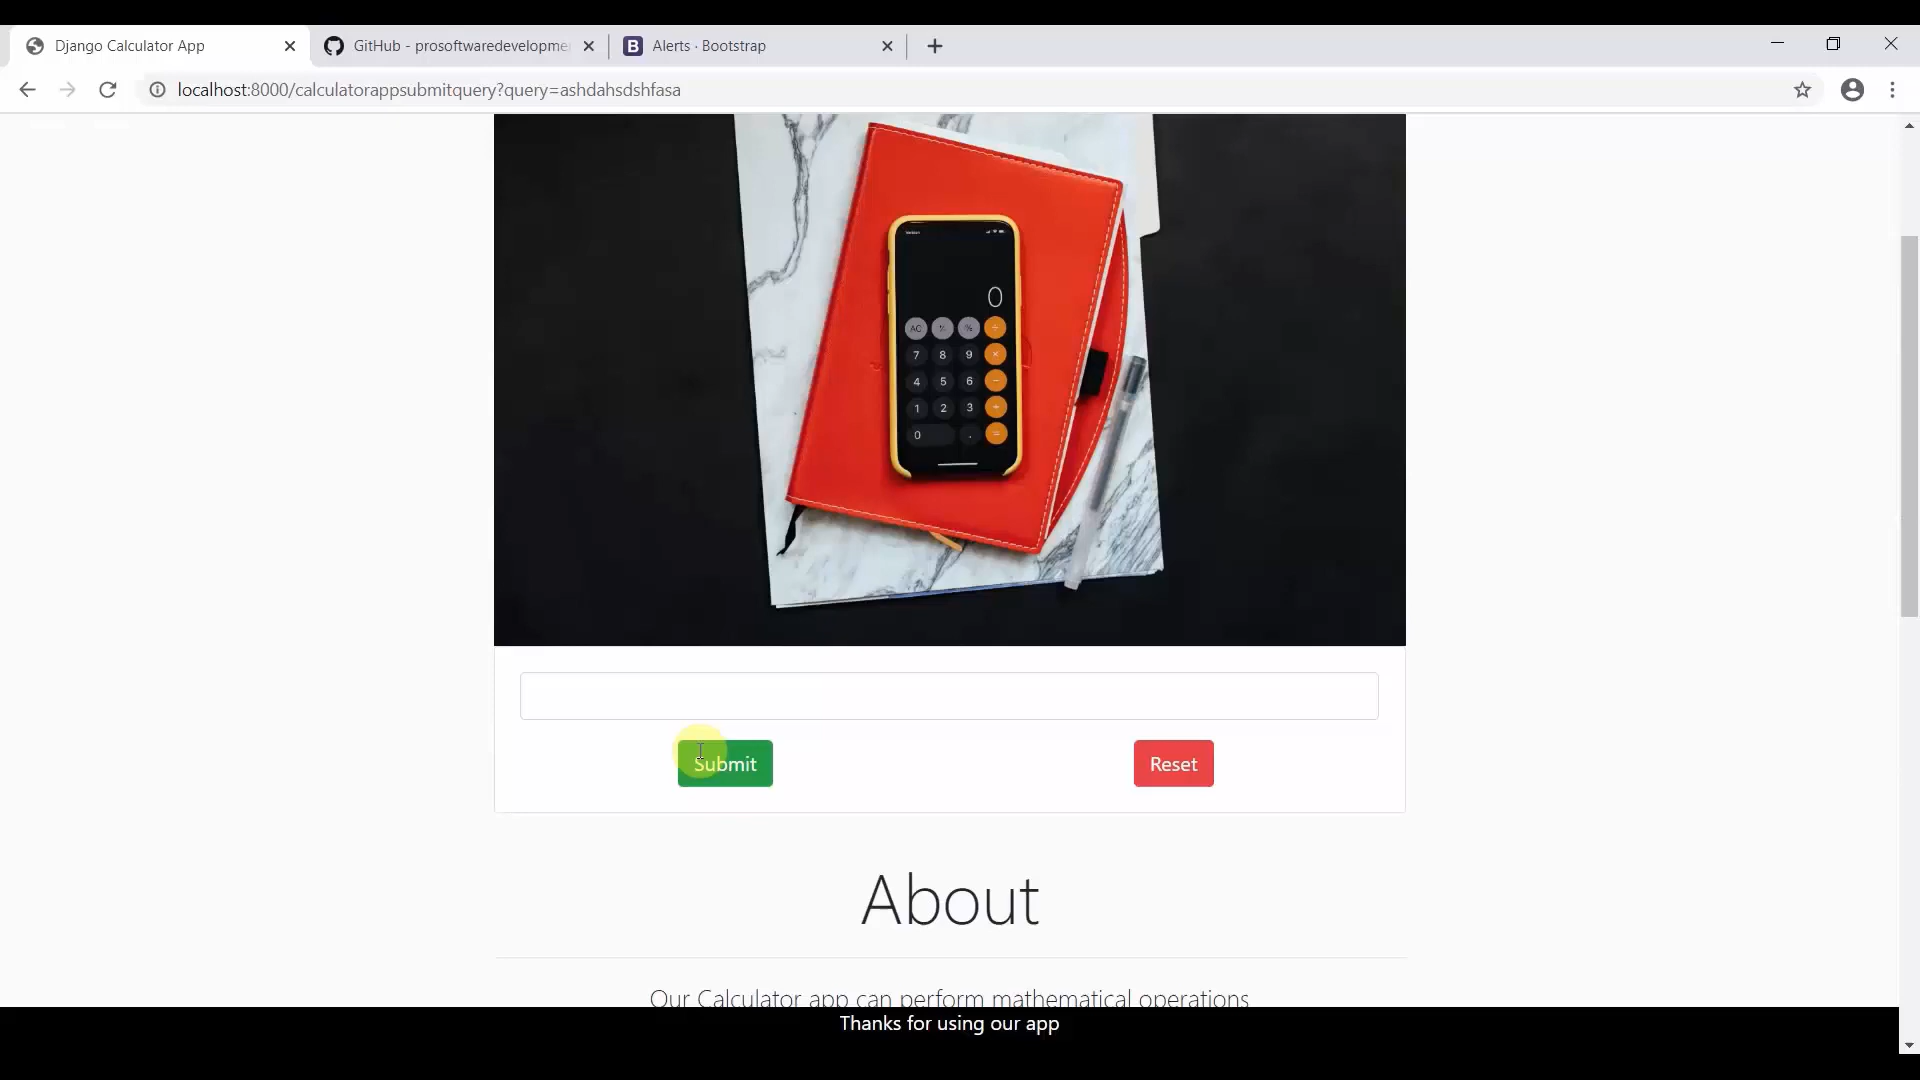 Django Calculator App
GitHub - prosoftwaredevelopme
Alerts · Bootstrap
localhost:8000/calculatorappsubmitquery?query=ashdahsdshfasa
0
AC % ÷
7 8 9 ×
4 5 6 −
1 2 3 +
0 . =
Submit
Reset
About
Our Calculator app can perform mathematical operations
Thanks for using our app